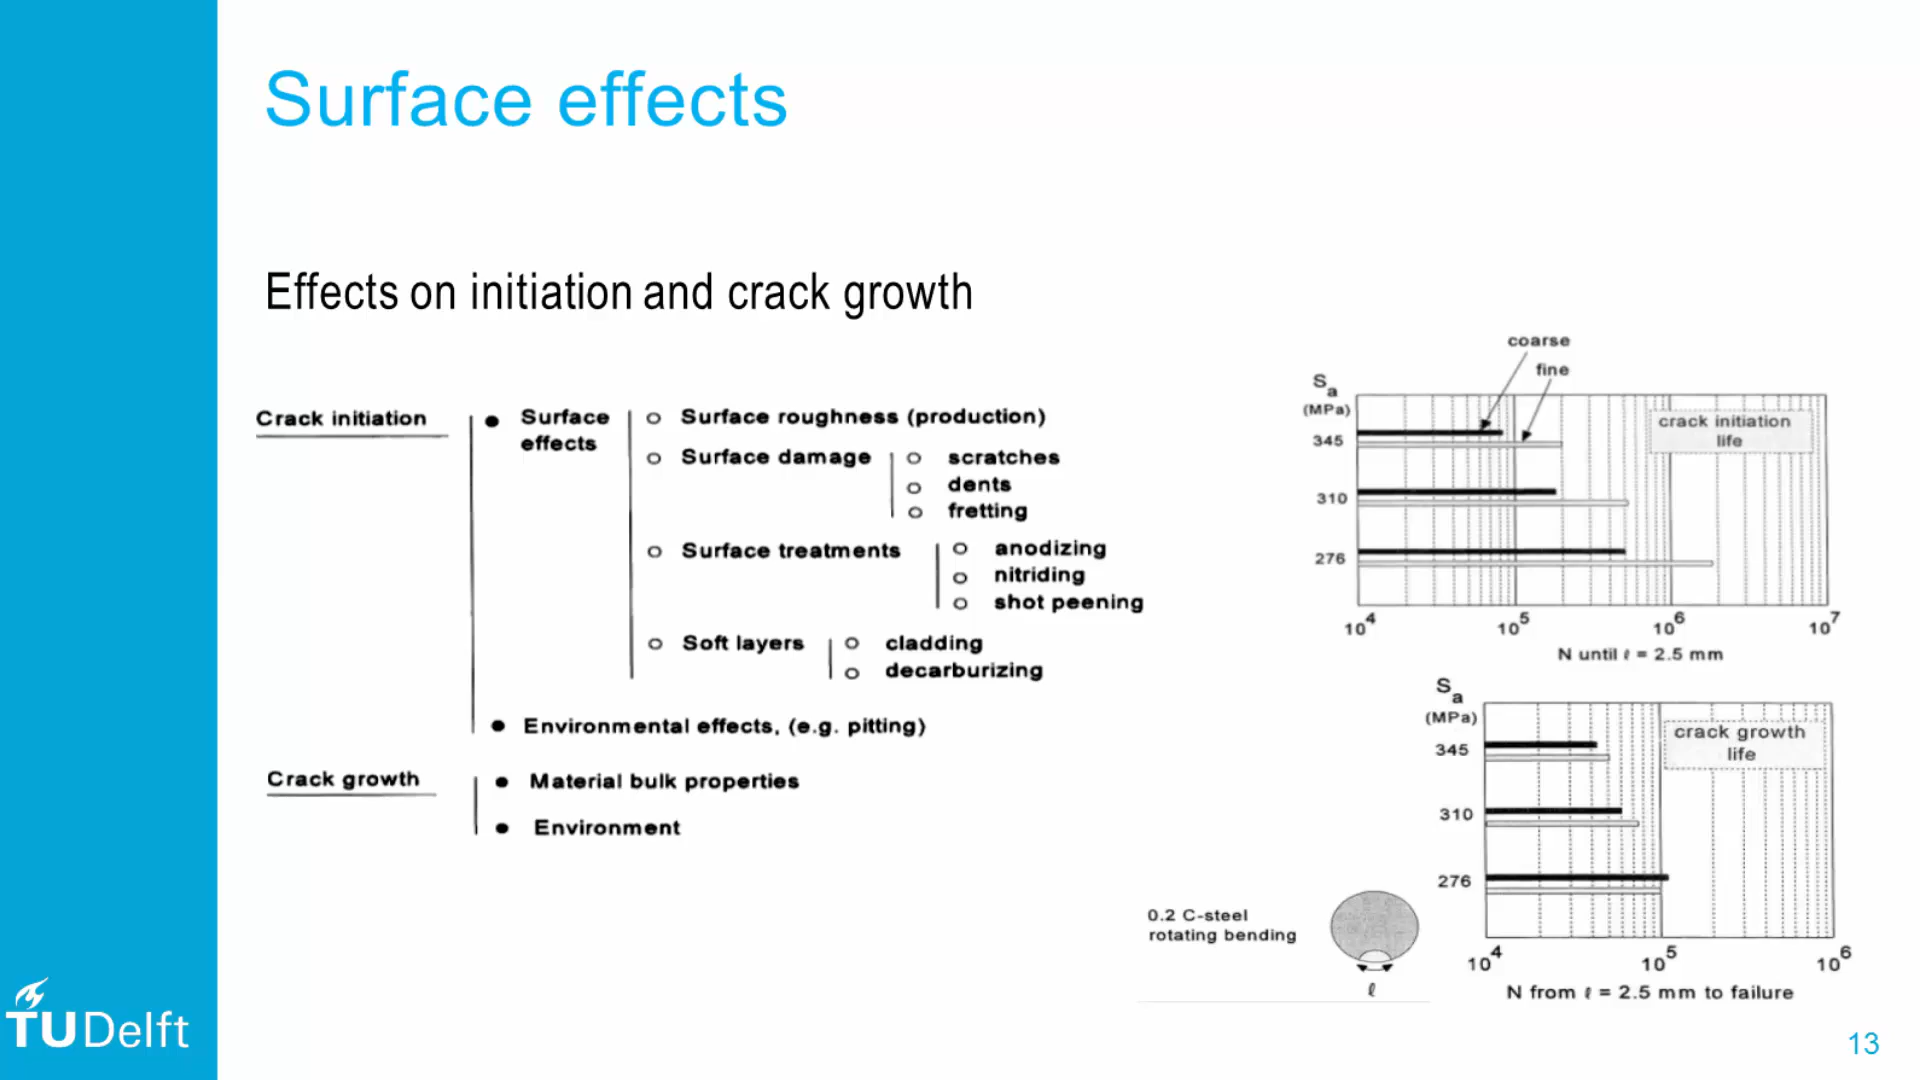 Surface effects
Effects on initiation and crack growth
Crack initiation
Surface effects
Surface roughness (production)
Surface damage
scratches
dents
fretting
Surface treatments
anodizing
nitriding
shot peening
Soft layers
cladding
decarburizing
Environmental effects, (e.g. pitting)
Crack growth
Material bulk properties
Environment
coarse
fine
Sa
(MPa)
345
310
276
crack initiation
life
10^4 10^5 10^6 10^7
N until ℓ = 2.5 mm
Sa
(MPa)
345
310
276
crack growth
life
10^4 10^5 10^6
N from ℓ = 2.5 mm to failure
0.2 C-steel
rotating bending
ℓ
TUDelft
13